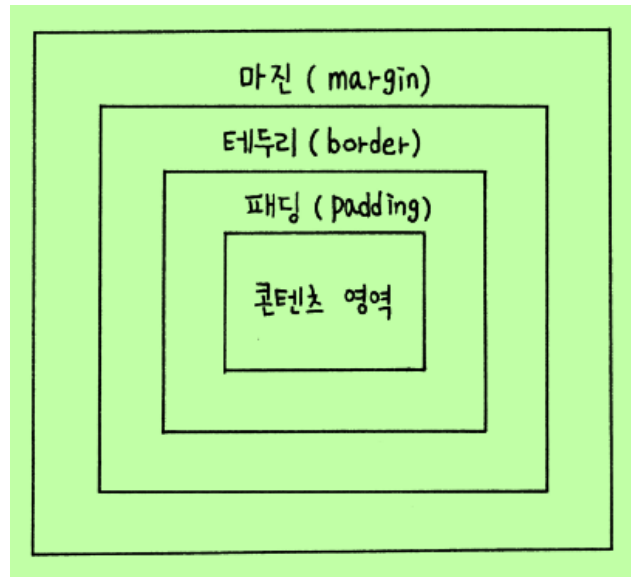 마진 ( margin)
테두리 ( border)
패딩 ( padding)
콘텐츠 영역